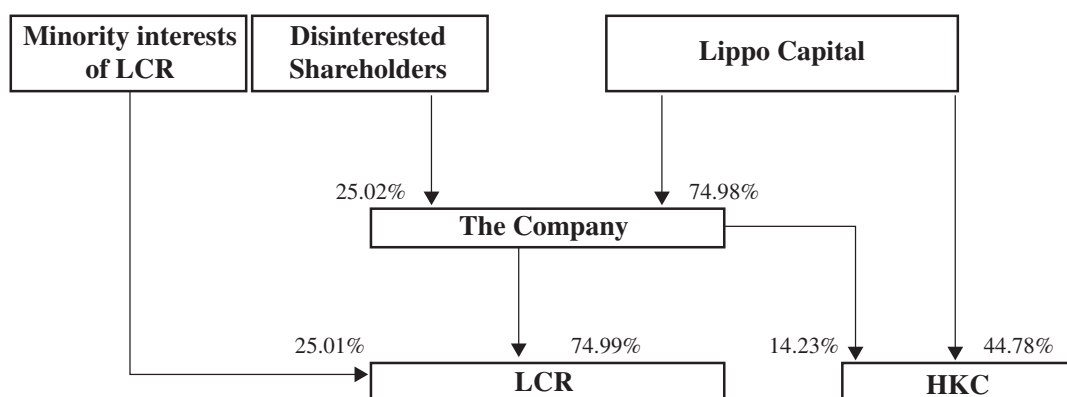 Minority interests
of LCR
Disinterested
Shareholders
Lippo Capital
25.02%
74.98%
The Company
25.01%
74.99%
14.23%
44.78%
LCR
HKC